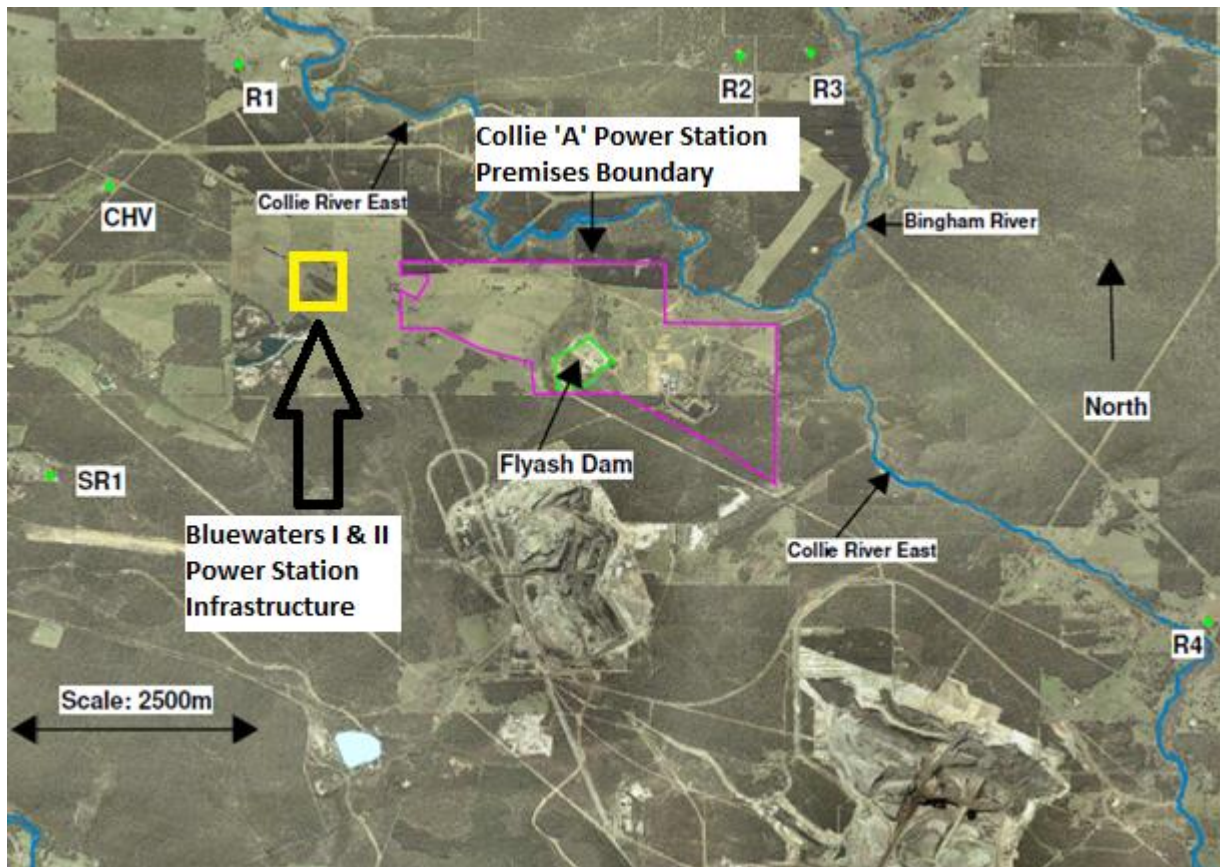 R1
R2
R3
Collie 'A' Power Station
Premises Boundary
CHV
Collie River East
Bingham River
North
Flyash Dam
SR1
Bluewaters I & II
Power Station
Infrastructure
Collie River East
R4
Scale: 2500m